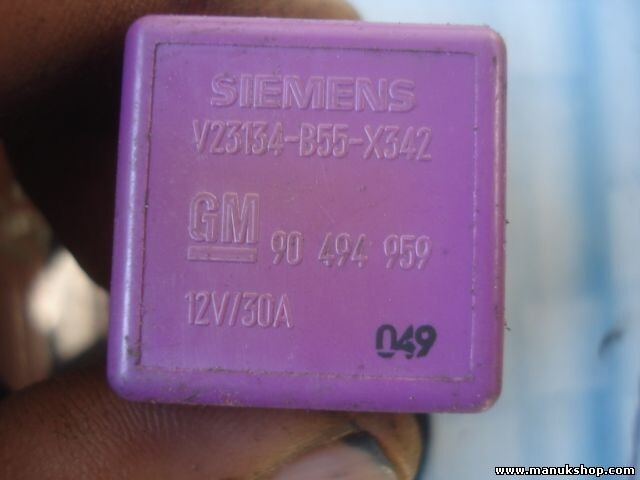 SIEMENS
V23134-B55-X342
GM 90 494 959
12V/30A
049
www.manukshop.com